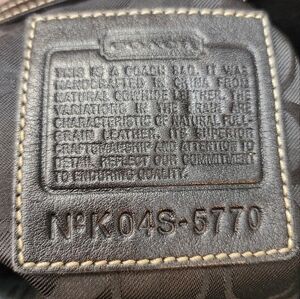 COACH
THIS IS A COACH BAG. IT WAS
HANDCRAFTED IN CHINA FROM
NATURAL COWHIDE LEATHER.
VARIATIONS IN THE GRAIN ARE
CHARACTERISTIC OF NATURAL FULL-
GRAIN LEATHER. ITS SUPERIOR
CRAFTSMANSHIP AND ATTENTION TO
DETAIL REFLECT OUR COMMITMENT
TO ENDURING QUALITY.
NºK04S-5770